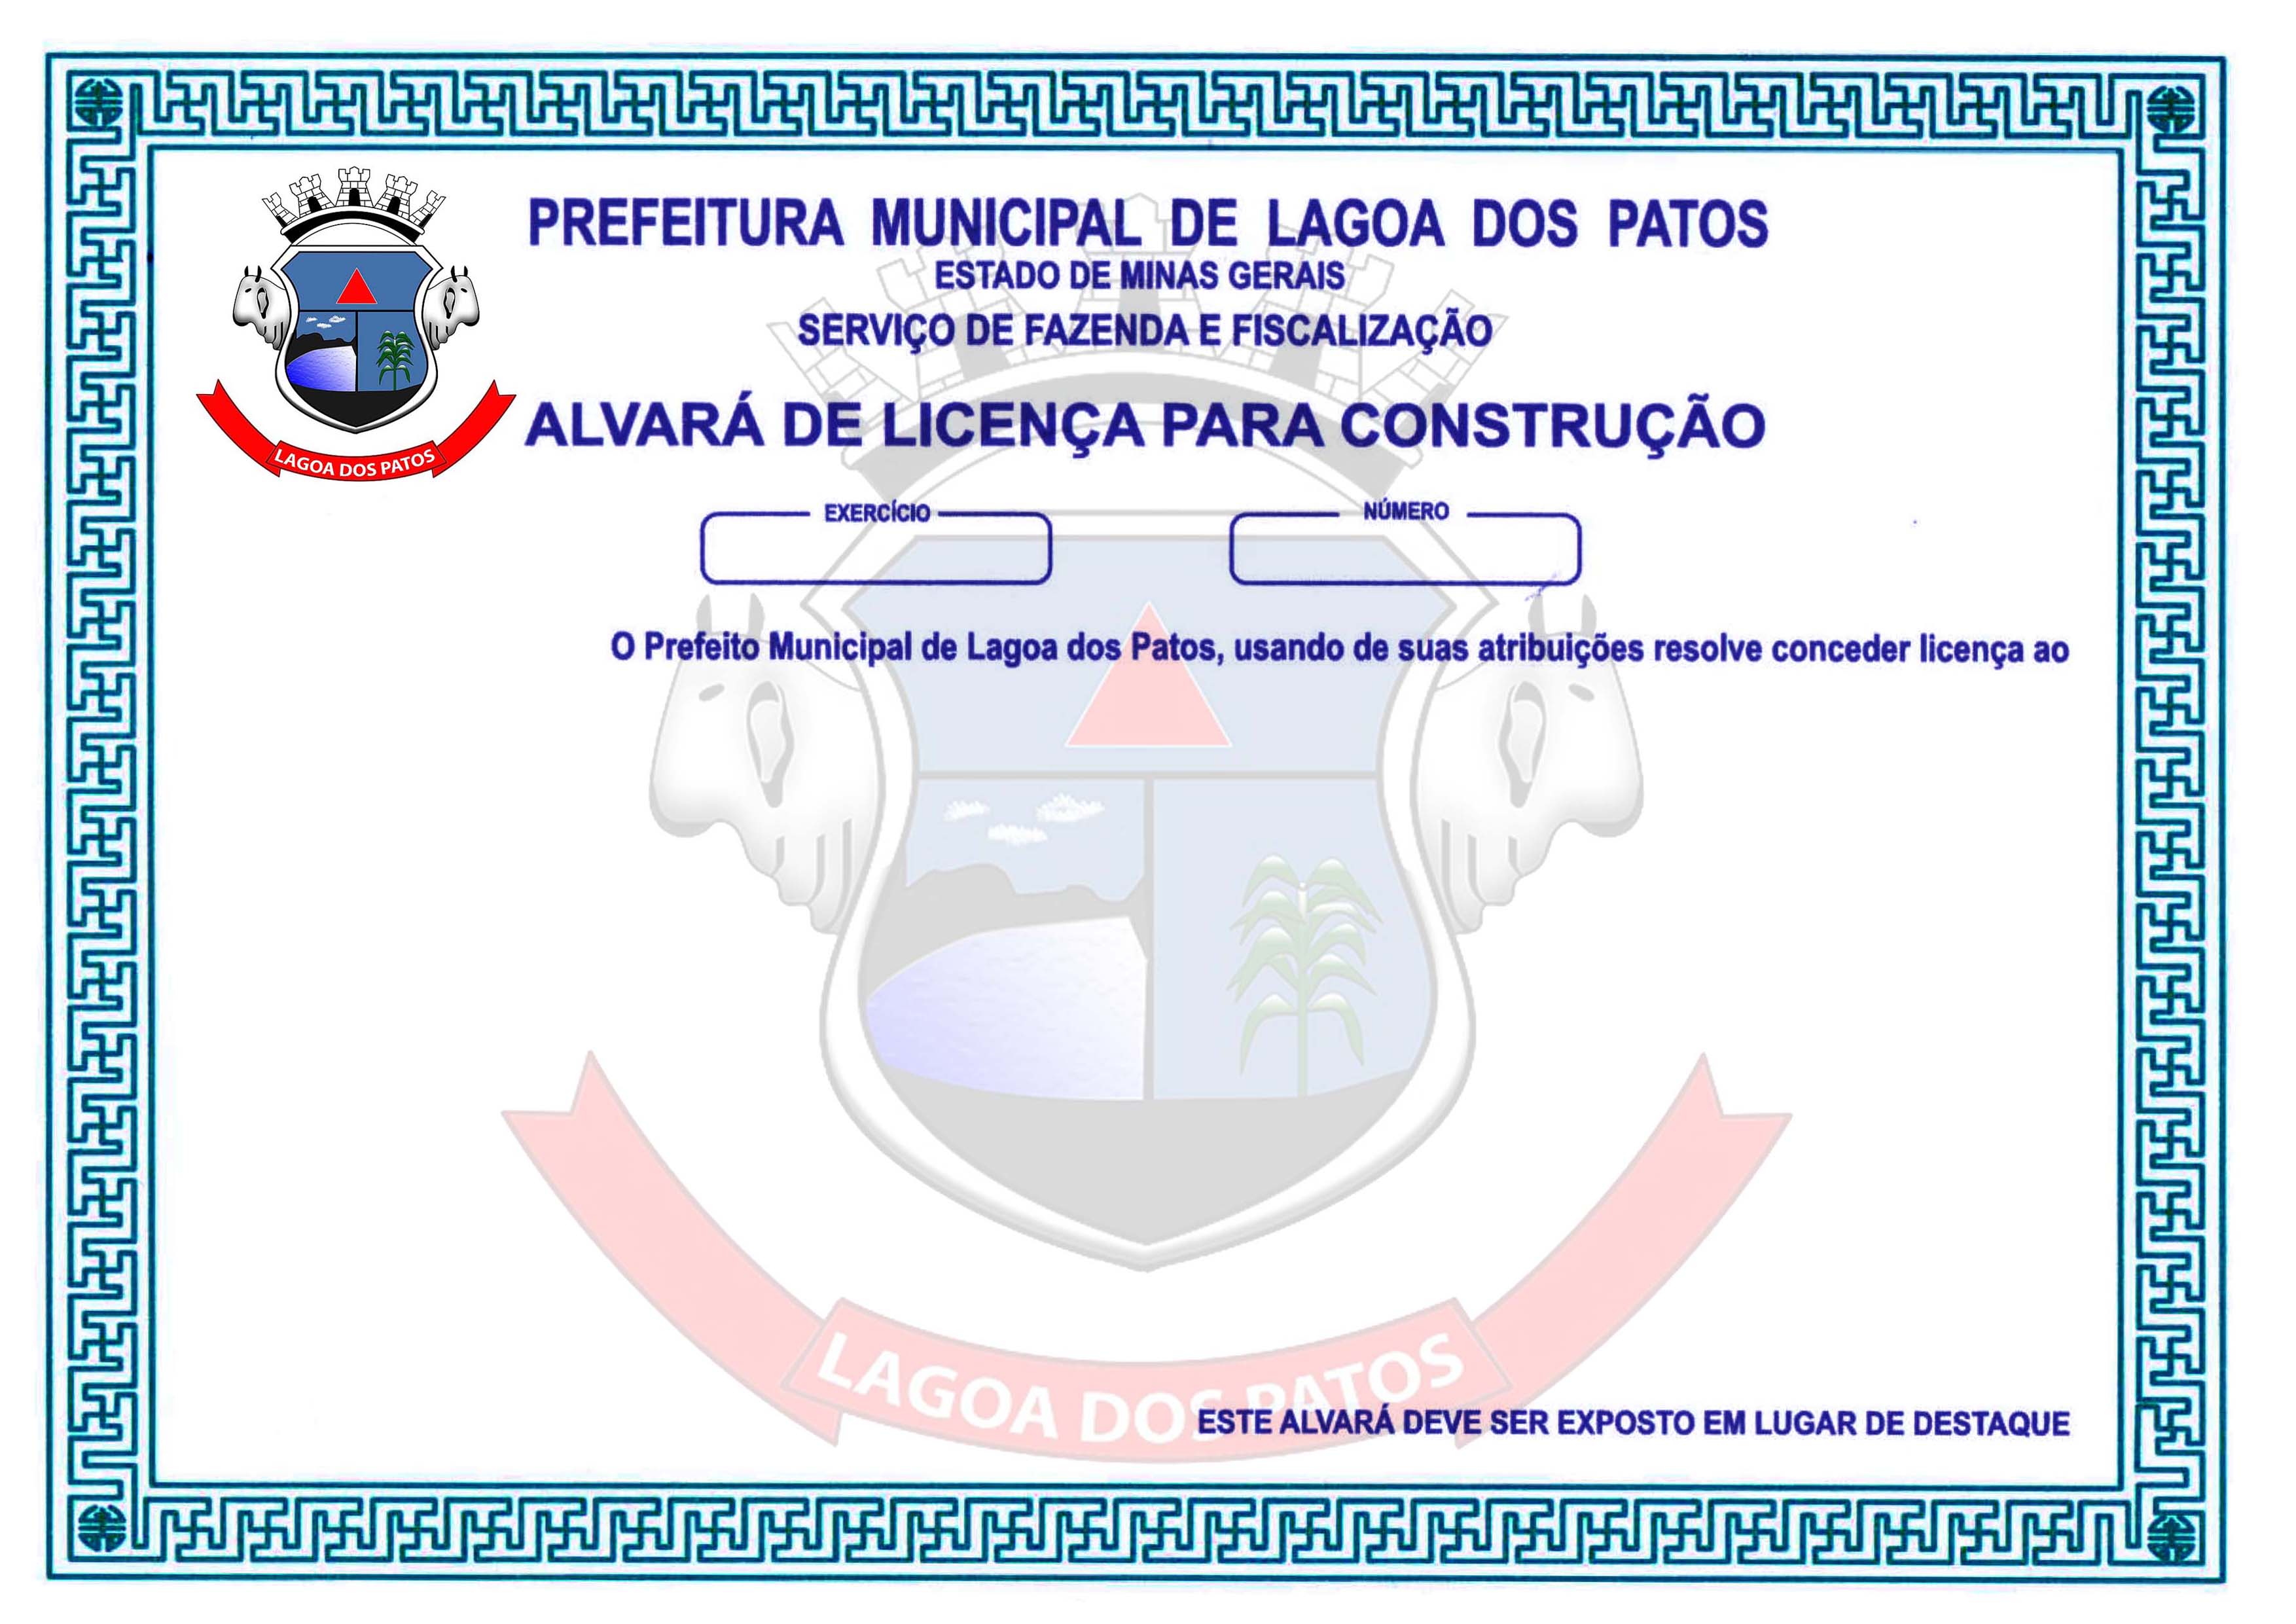 PREFEITURA MUNICIPAL DE LAGOA DOS PATOS
ESTADO DE MINAS GERAIS
SERVIÇO DE FAZENDA E FISCALIZAÇÃO
LAGOA DOS PATOS
ALVARÁ DE LICENÇA PARA CONSTRUÇÃO
EXERCÍCIO
NÚMERO
O Prefeito Municipal de Lagoa dos Patos, usando de suas atribuições resolve conceder licença ao
LAGOA DOS PATOS
ESTE ALVARÁ DEVE SER EXPOSTO EM LUGAR DE DESTAQUE